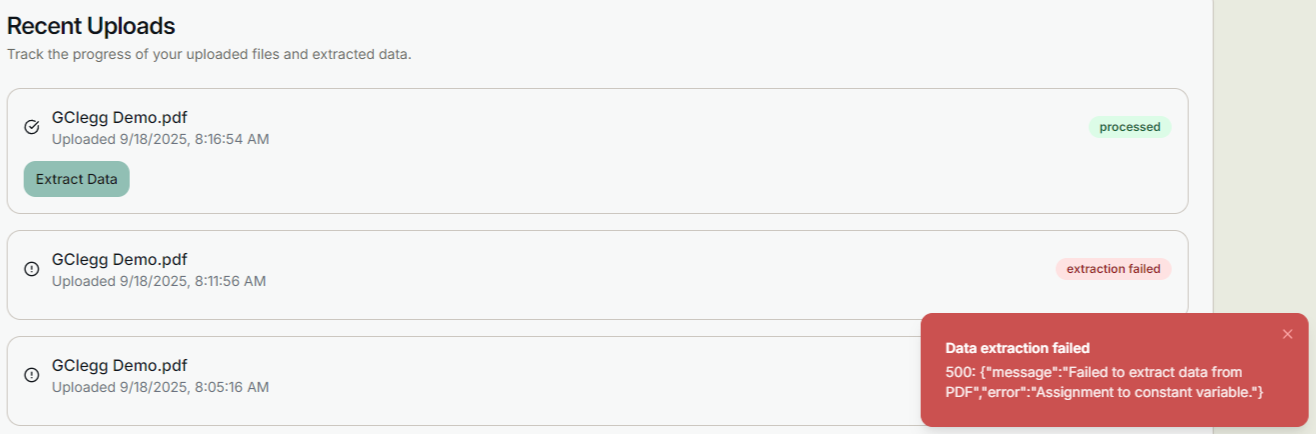 Recent Uploads
Track the progress of your uploaded files and extracted data.
GClegg Demo.pdf
Uploaded 9/18/2025, 8:16:54 AM
processed
Extract Data
GClegg Demo.pdf
Uploaded 9/18/2025, 8:11:56 AM
extraction failed
GClegg Demo.pdf
Uploaded 9/18/2025, 8:05:16 AM
Data extraction failed
500: {"message":"Failed to extract data from
PDF","error":"Assignment to constant variable."}